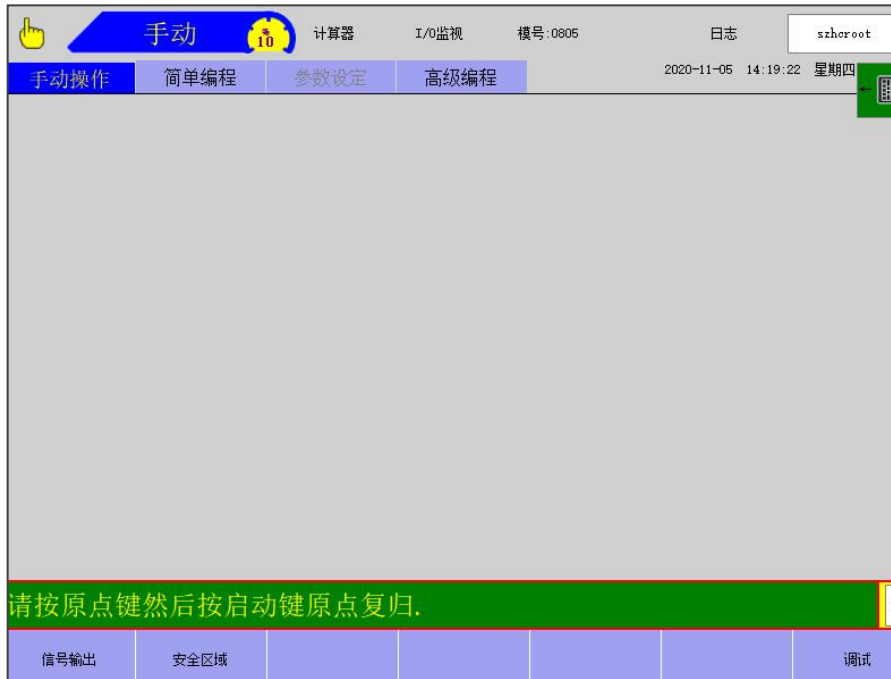 手动 % 10 计算器 I/O监视 模号:0805 日志 szhcroot
手动操作 简单编程 参数设定 高级编程 2020-11-05 14:19:22 星期四
请按原点键然后按启动键原点复归.
信号输出 安全区域 调试